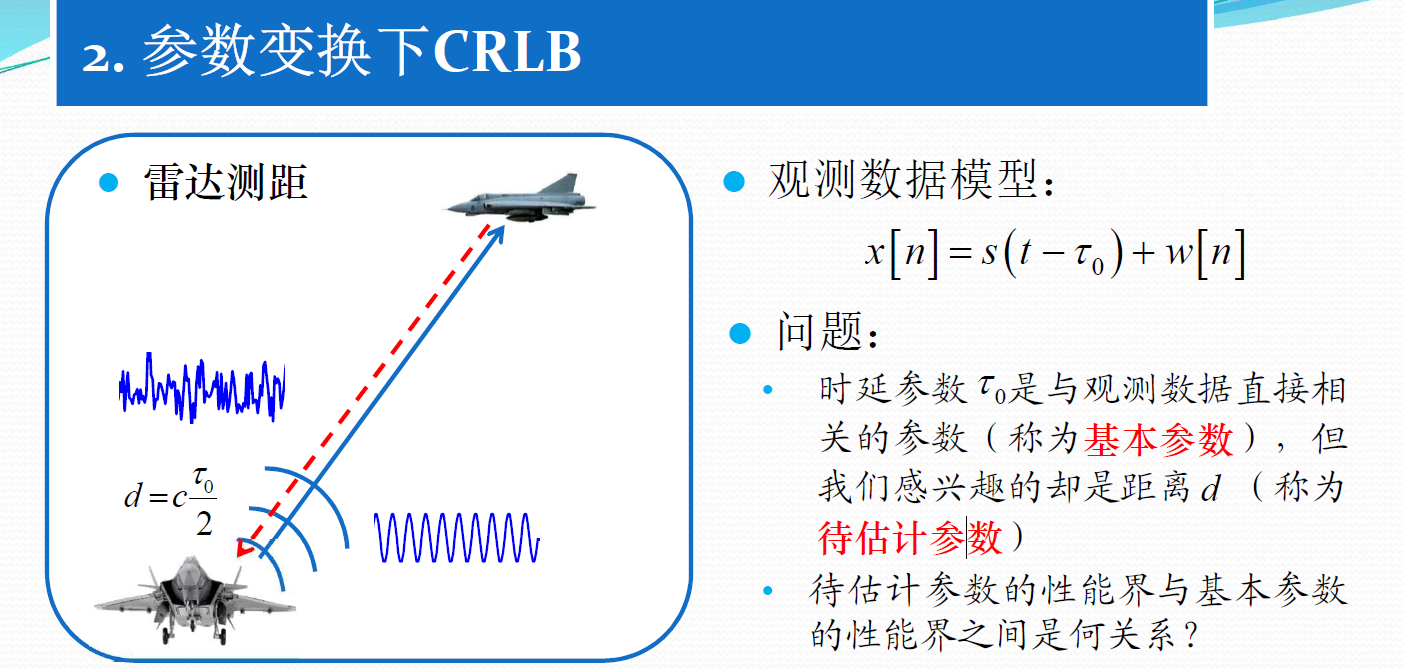 2. 参数变换下CRLB
雷达测距
d = c τ₀/2
观测数据模型：
x[n] = s(t − τ₀) + w[n]
问题：
时延参数 τ₀是与观测数据直接相
关的参数（称为基本参数），但
我们感兴趣的却是距离 d （称为
待估计参数）
待估计参数的性能界与基本参数
的性能界之间是何关系？